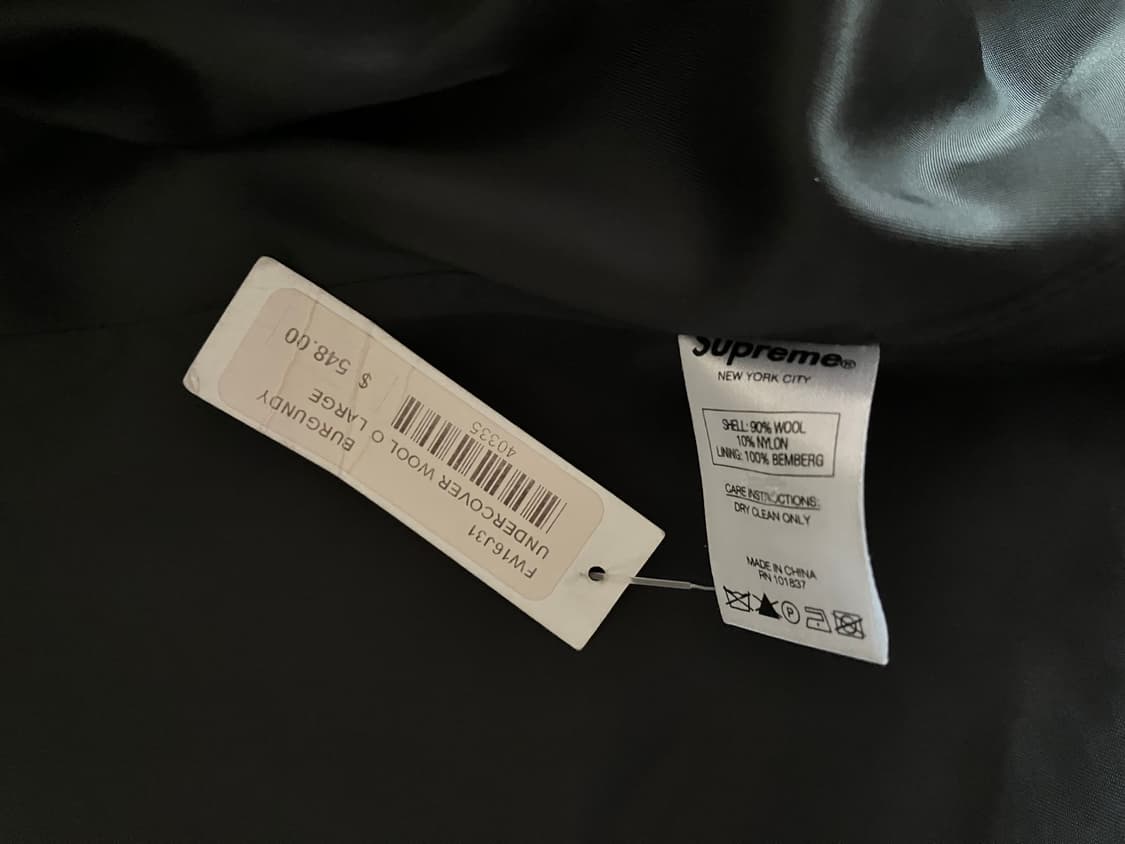 FW16J31
UNDERCOVER WOOL O LARGE
BURGUNDY
40335
$ 548.00
Supreme®
NEW YORK CITY
SHELL: 90% WOOL
10% NYLON
LINING: 100% BEMBERG
CARE INSTRUCTIONS:
DRY CLEAN ONLY
MADE IN CHINA
RN 101837
P